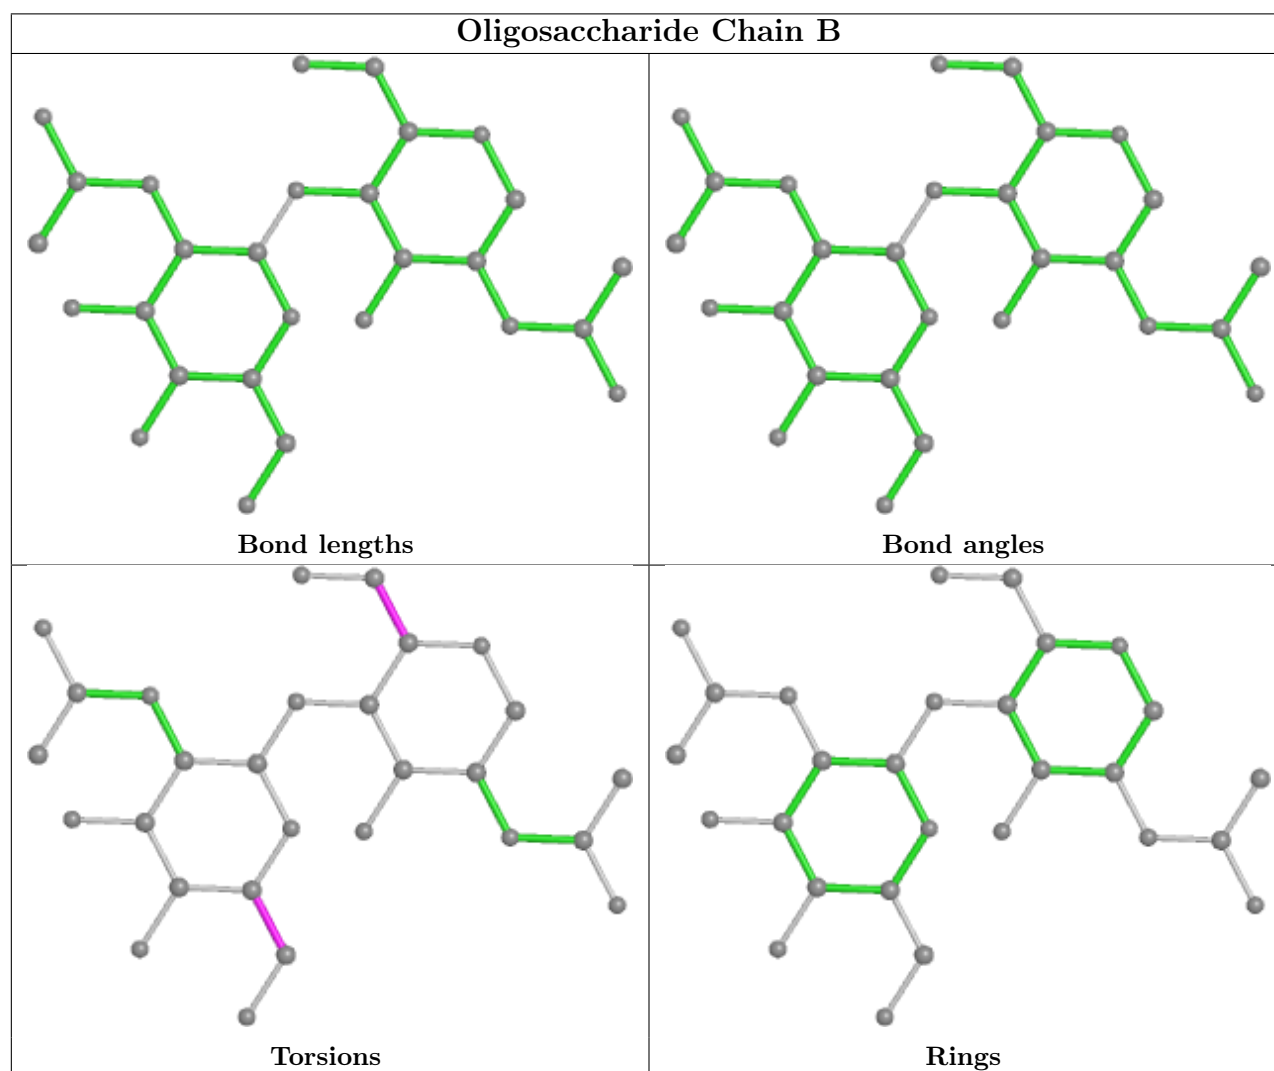 Oligosaccharide Chain B
Bond lengths
Bond angles
Torsions
Rings